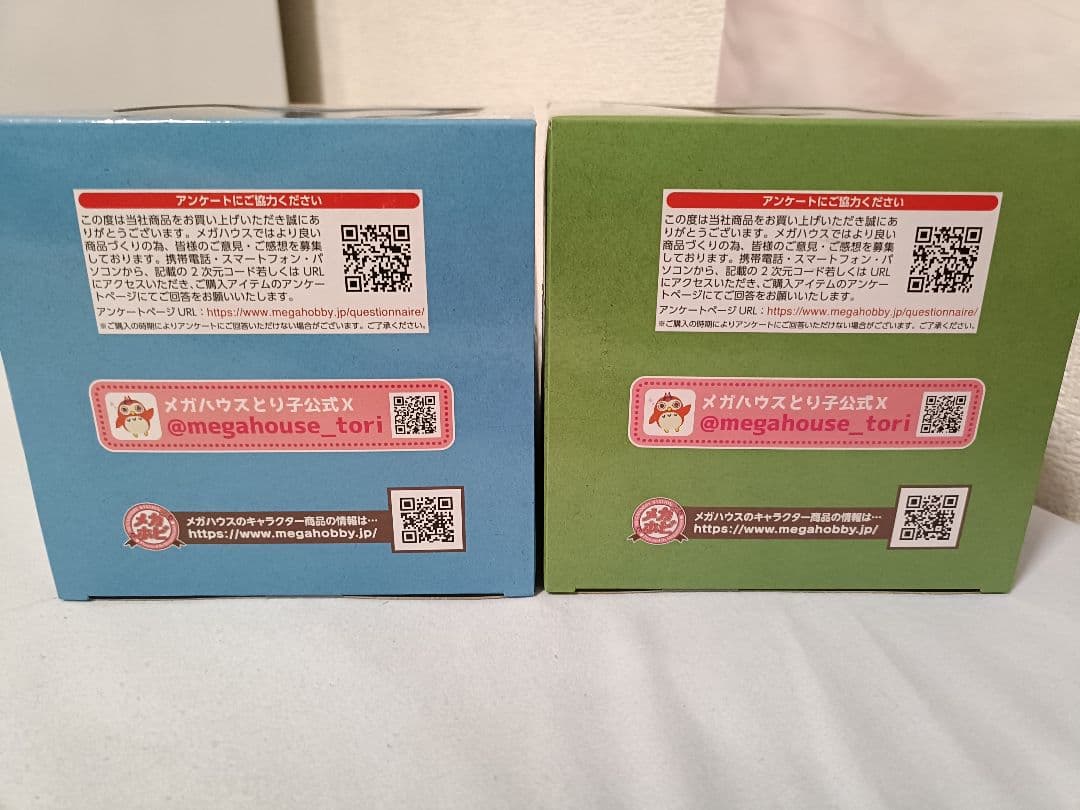 アンケートにご協力ください
この度は当社商品をお買い上げいただき誠にあ
りがとうございます。メガハウスではより良い
商品づくりの為、皆様のご意見・ご感想を募集
しております。携帯電話・スマートフォン・パ
ソコンから、記載の2次元コード若しくは URL
にアクセスいただき、ご購入アイテムのアンケー
トページにてご回答をお願いいたします。
アンケートページ URL：https://www.megahobby.jp/questionnaire/
※ご購入の時期によりアンケートにご回答いただけない場合がございます。ご了承ください。
メガハウスとり子公式X
@megahouse_tori
メガホビ
メガハウスのキャラクター商品の情報は…
https://www.megahobby.jp/
アンケートにご協力ください
この度は当社商品をお買い上げいただき誠にあ
りがとうございます。メガハウスではより良い
商品づくりの為、皆様のご意見・ご感想を募集
しております。携帯電話・スマートフォン・パ
ソコンから、記載の2次元コード若しくは URL
にアクセスいただき、ご購入アイテムのアンケー
トページにてご回答をお願いいたします。
アンケートページ URL：https://www.megahobby.jp/questionnaire/
※ご購入の時期によりアンケートにご回答いただけない場合がございます。ご了承ください。
メガハウスとり子公式X
@megahouse_tori
メガホビ
メガハウスのキャラクター商品の情報は…
https://www.megahobby.jp/